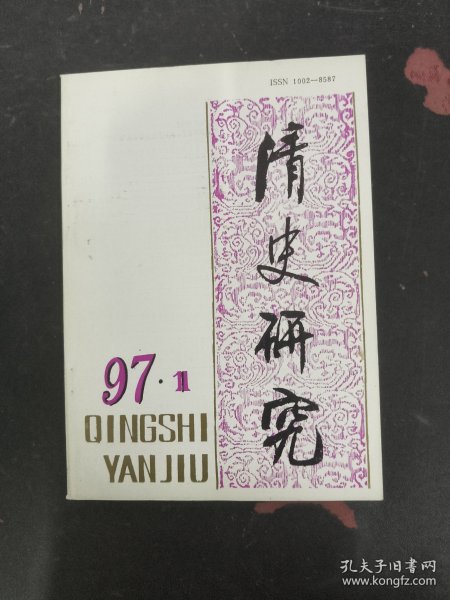 ISSN 1002—8587
清史研究
97·1
QINGSHI
YANJIU
孔夫子旧书网
www.kongfz.com